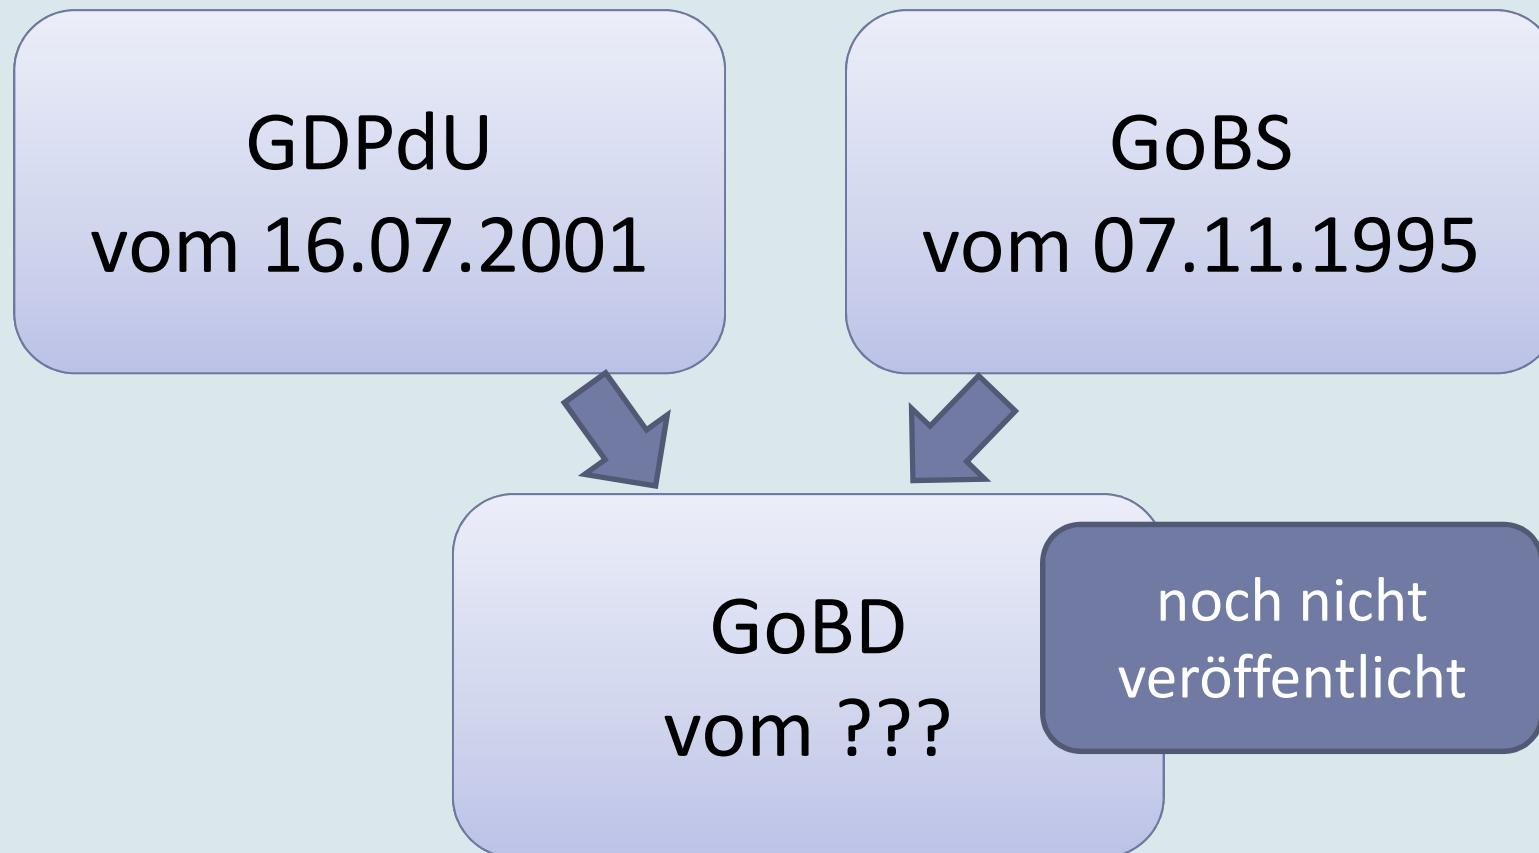 GDPdU
vom 16.07.2001
GoBS
vom 07.11.1995
GoBD
vom ???
noch nicht
veröffentlicht